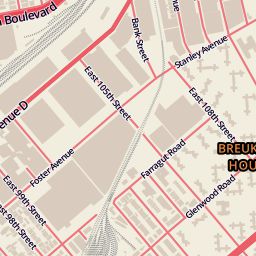 Boulevard
Bank Street
Stanley Avenue
East 105th Street
East 108th Street
enue D
BREUK
HOU
Foster Avenue
Farragut Road
Glenwood Road
East 99th Street
East 98th Street